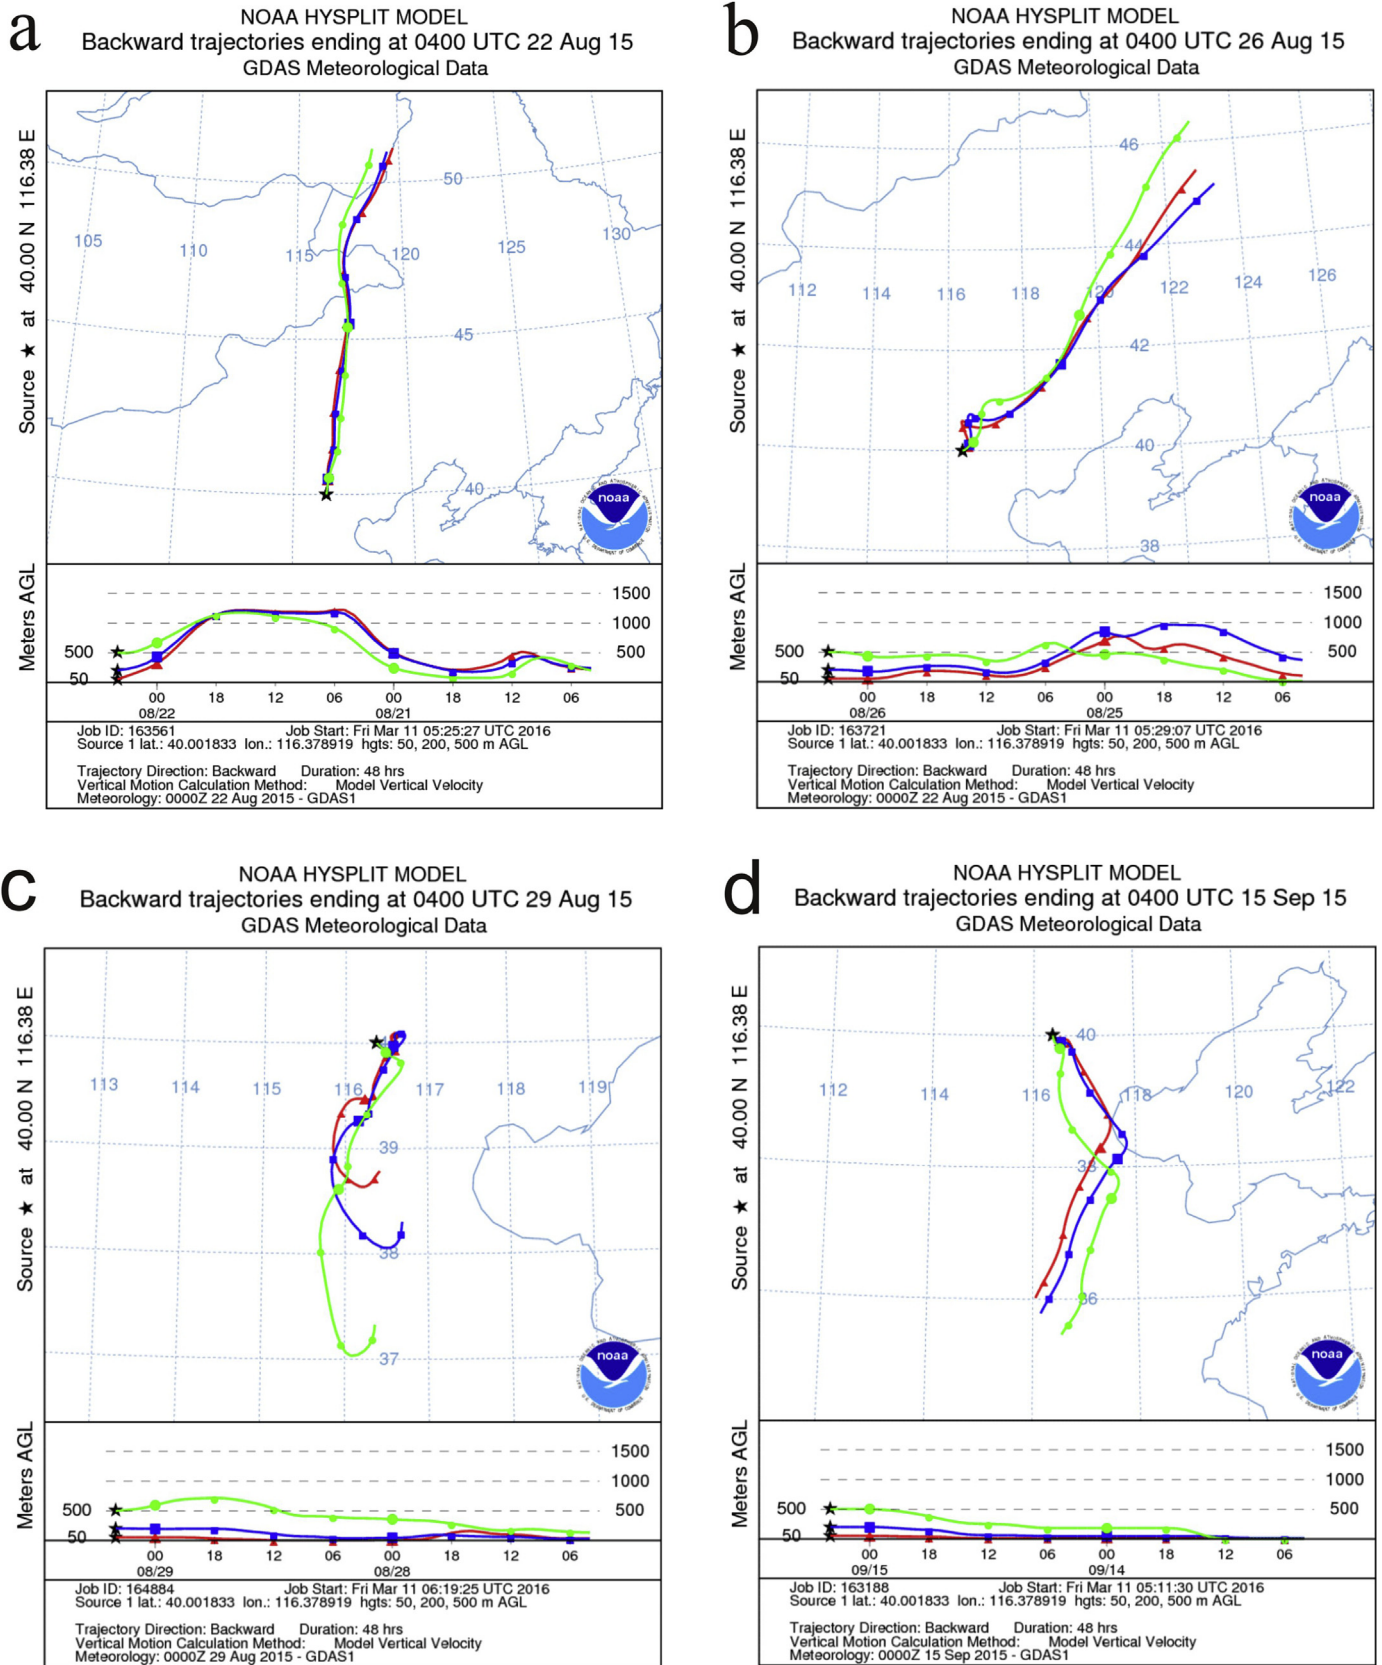 a
NOAA HYSPLIT MODEL
Backward trajectories ending at 0400 UTC 22 Aug 15
GDAS Meteorological Data
Source ★ at 40.00 N 116.38 E
50
105
110
115
120
125
130
45
40
noaa
Meters AGL
1500
1000
500
500
50
00 18 12 06 00 18 12 06
08/22 08/21
Job ID: 163561 Job Start: Fri Mar 11 05:25:27 UTC 2016
Source 1 lat.: 40.001833 lon.: 116.378919 hgts: 50, 200, 500 m AGL
Trajectory Direction: Backward Duration: 48 hrs
Vertical Motion Calculation Method: Model Vertical Velocity
Meteorology: 0000Z 22 Aug 2015 - GDAS1
b
NOAA HYSPLIT MODEL
Backward trajectories ending at 0400 UTC 26 Aug 15
GDAS Meteorological Data
Source ★ at 40.00 N 116.38 E
46
44
112
114
116
118
120
122
124
126
42
40
38
noaa
Meters AGL
1500
1000
500
500
50
00 18 12 06 00 18 12 06
08/26 08/25
Job ID: 163721 Job Start: Fri Mar 11 05:29:07 UTC 2016
Source 1 lat.: 40.001833 lon.: 116.378919 hgts: 50, 200, 500 m AGL
Trajectory Direction: Backward Duration: 48 hrs
Vertical Motion Calculation Method: Model Vertical Velocity
Meteorology: 0000Z 22 Aug 2015 - GDAS1
c
NOAA HYSPLIT MODEL
Backward trajectories ending at 0400 UTC 29 Aug 15
GDAS Meteorological Data
Source ★ at 40.00 N 116.38 E
113
114
115
116
117
118
119
39
38
37
noaa
Meters AGL
1500
1000
500
500
50
00 18 12 06 00 18 12 06
08/29 08/28
Job ID: 164884 Job Start: Fri Mar 11 06:19:25 UTC 2016
Source 1 lat.: 40.001833 lon.: 116.378919 hgts: 50, 200, 500 m AGL
Trajectory Direction: Backward Duration: 48 hrs
Vertical Motion Calculation Method: Model Vertical Velocity
Meteorology: 0000Z 29 Aug 2015 - GDAS1
d
NOAA HYSPLIT MODEL
Backward trajectories ending at 0400 UTC 15 Sep 15
GDAS Meteorological Data
Source ★ at 40.00 N 116.38 E
40
112
114
116
118
120
122
38
36
noaa
Meters AGL
1500
1000
500
500
50
00 18 12 06 00 18 12 06
09/15 09/14
Job ID: 163188 Job Start: Fri Mar 11 05:11:30 UTC 2016
Source 1 lat.: 40.001833 lon.: 116.378919 hgts: 50, 200, 500 m AGL
Trajectory Direction: Backward Duration: 48 hrs
Vertical Motion Calculation Method: Model Vertical Velocity
Meteorology: 0000Z 15 Sep 2015 - GDAS1